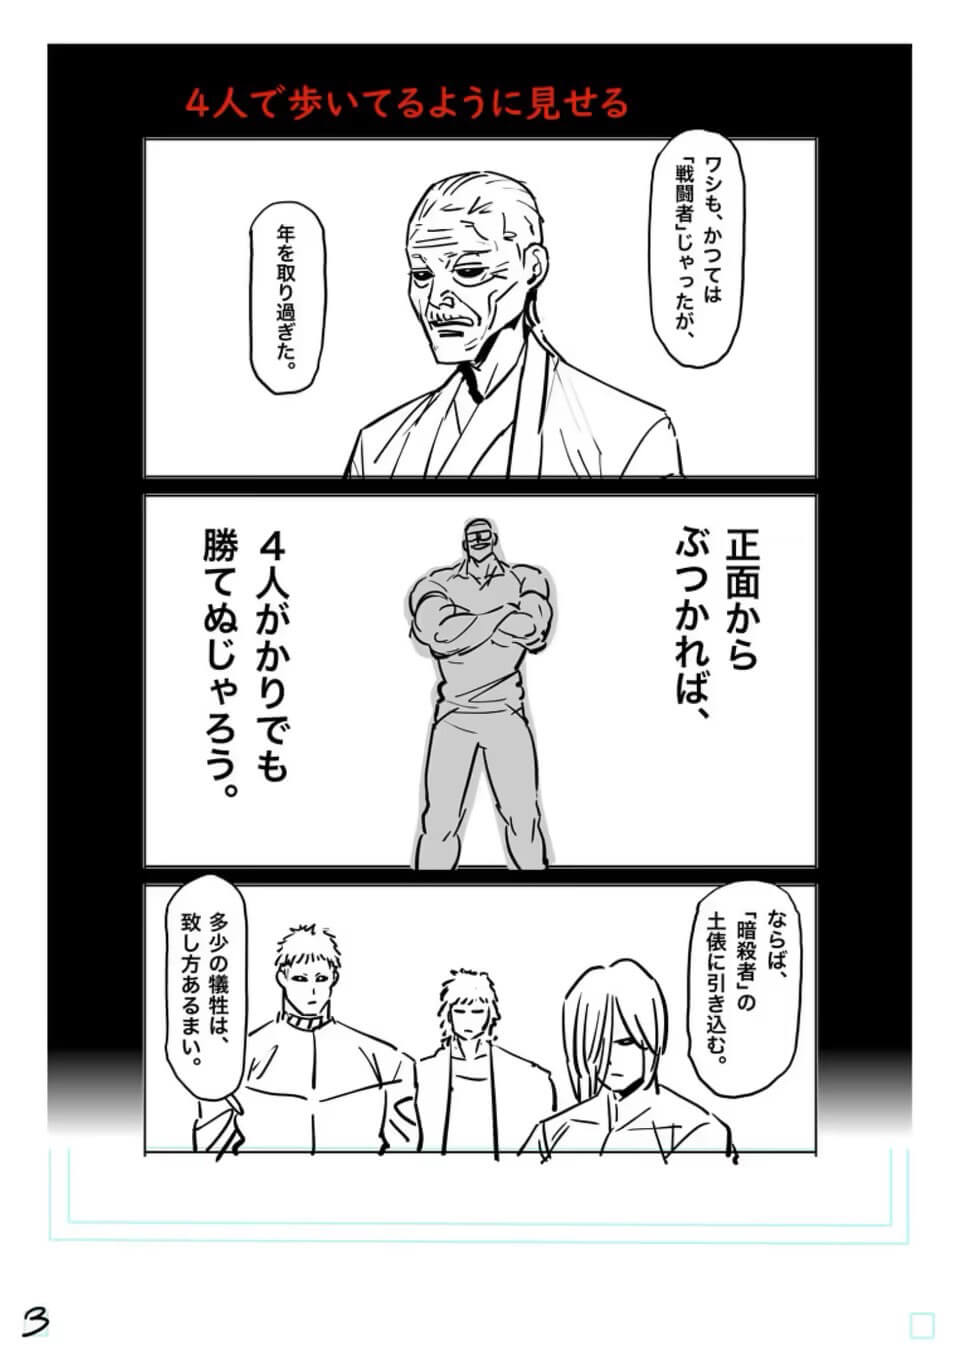 4人で歩いてるように見せる
ワシも、かつては
「戦闘者」じゃったが、
年を取り過ぎた。
正面から
ぶつかれば、
4人がかりでも
勝てぬじゃろう。
ならば、
「暗殺者」の
土俵に引き込む。
多少の犠牲は、
致し方あるまい。
3